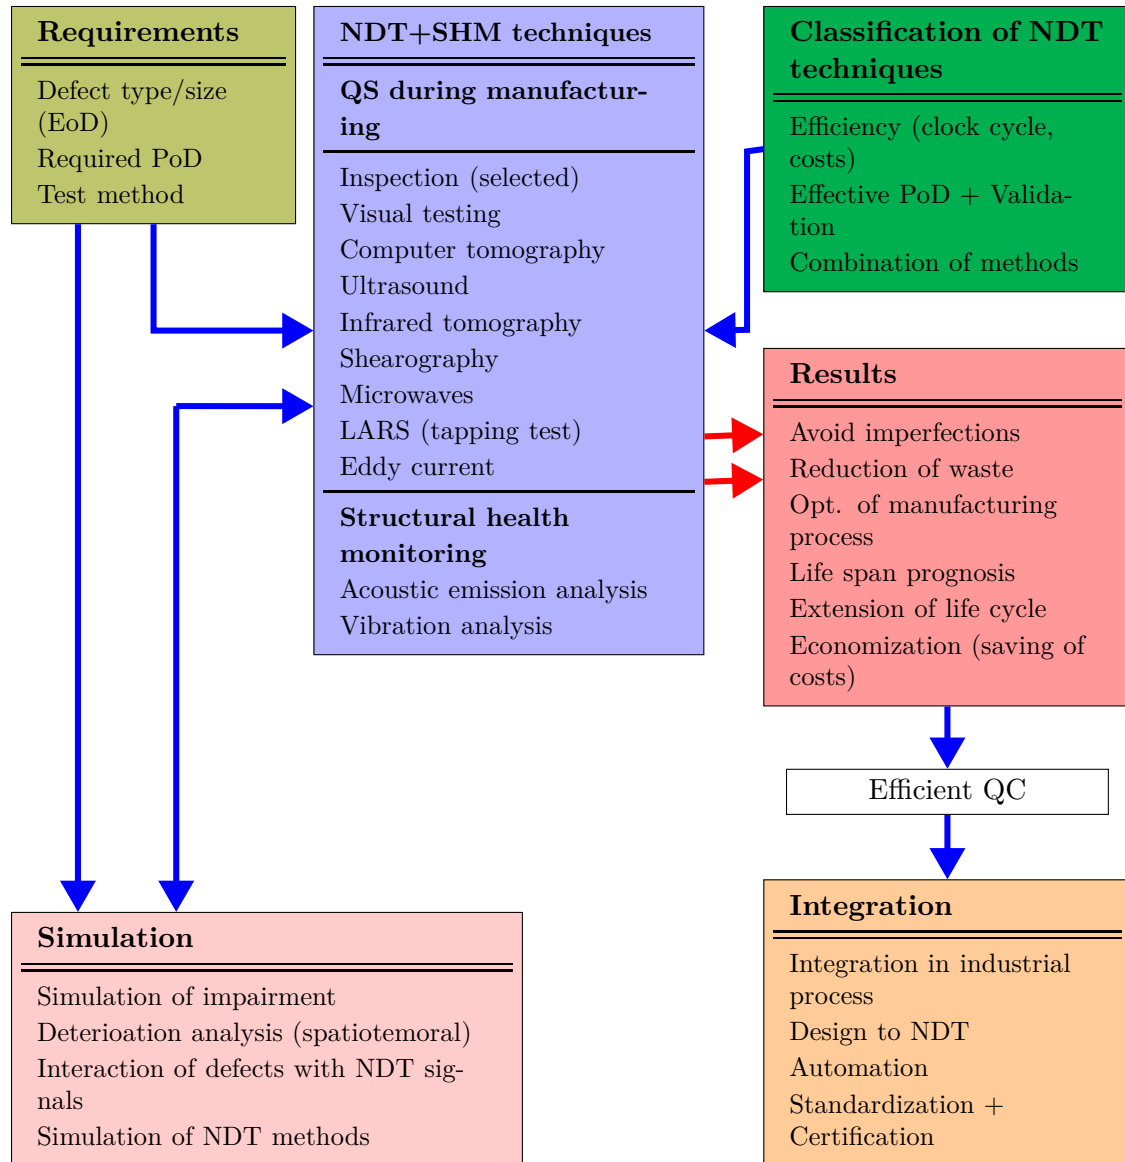 Requirements
Defect type/size
(EoD)
Required PoD
Test method
NDT+SHM techniques
QS during manufactur-
ing
Inspection (selected)
Visual testing
Computer tomography
Ultrasound
Infrared tomography
Shearography
Microwaves
LARS (tapping test)
Eddy current
Structural health
monitoring
Acoustic emission analysis
Vibration analysis
Classification of NDT
techniques
Efficiency (clock cycle,
costs)
Effective PoD + Valida-
tion
Combination of methods
Results
Avoid imperfections
Reduction of waste
Opt. of manufacturing
process
Life span prognosis
Extension of life cycle
Economization (saving of
costs)
Efficient QC
Simulation
Simulation of impairment
Deterioation analysis (spatiotemoral)
Interaction of defects with NDT sig-
nals
Simulation of NDT methods
Integration
Integration in industrial
process
Design to NDT
Automation
Standardization +
Certification